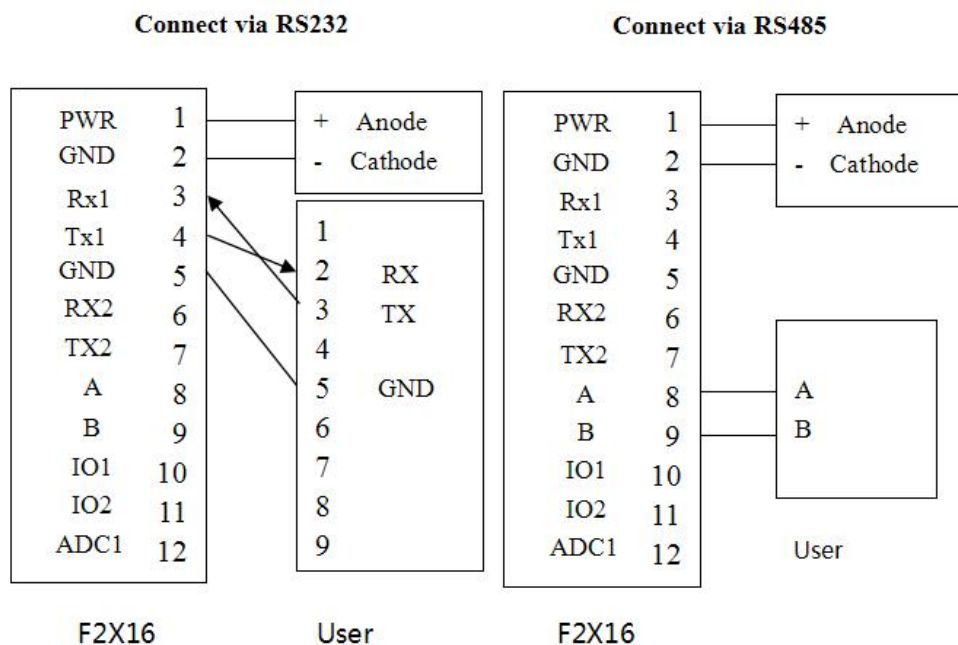 Connect via RS232
PWR 1
GND 2
Rx1 3
Tx1 4
GND 5
RX2 6
TX2 7
A 8
B 9
IO1 10
IO2 11
ADC1 12
F2X16
+ Anode
- Cathode
1
2 RX
3 TX
4
5 GND
6
7
8
9
User
Connect via RS485
PWR 1
GND 2
Rx1 3
Tx1 4
GND 5
RX2 6
TX2 7
A 8
B 9
IO1 10
IO2 11
ADC1 12
F2X16
+ Anode
- Cathode
A
B
User